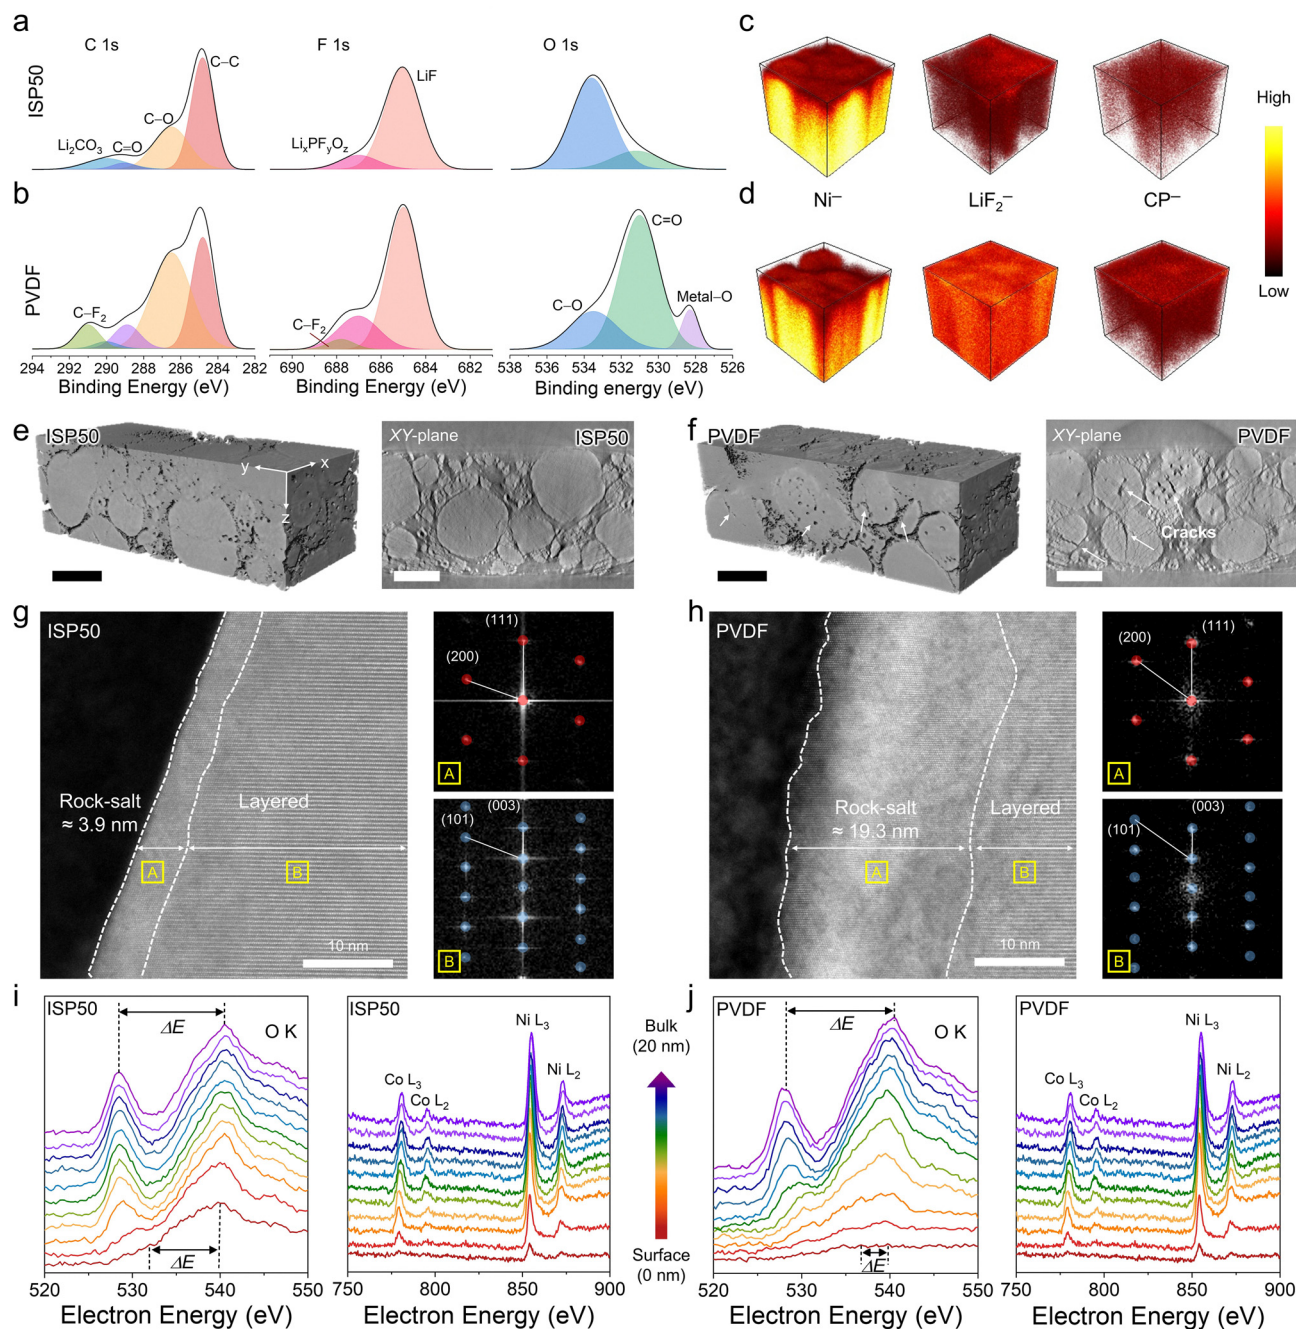 a
C 1s
F 1s
O 1s
ISP50
C–C
C–O
Li2CO3
C=O
LiF
LixPFyOz
b
PVDF
C–F2
C–F2
C=O
C–O
Metal–O
294 292 290 288 286 284 282
690 688 686 684 682
536 534 532 530 528 526
Binding Energy (eV)
Binding Energy (eV)
Binding energy (eV)
c
High
Ni–
LiF2–
CP–
d
Low
e
ISP50
y
x
z
XY-plane
ISP50
f
PVDF
XY-plane
PVDF
Cracks
g
ISP50
Rock-salt
≈ 3.9 nm
Layered
A
B
10 nm
(111)
(200)
A
(003)
(101)
B
h
PVDF
Rock-salt
≈ 19.3 nm
Layered
A
B
10 nm
(200)
(111)
A
(003)
(101)
B
i
ISP50
ΔE
O K
ΔE
520 530 540 550
Electron Energy (eV)
ISP50
Ni L3
Ni L2
Co L3
Co L2
750 800 850 900
Electron Energy (eV)
Bulk
(20 nm)
Surface
(0 nm)
j
PVDF
ΔE
O K
ΔE
520 530 540 550
Electron Energy (eV)
PVDF
Ni L3
Ni L2
Co L3
Co L2
750 800 850 900
Electron Energy (eV)